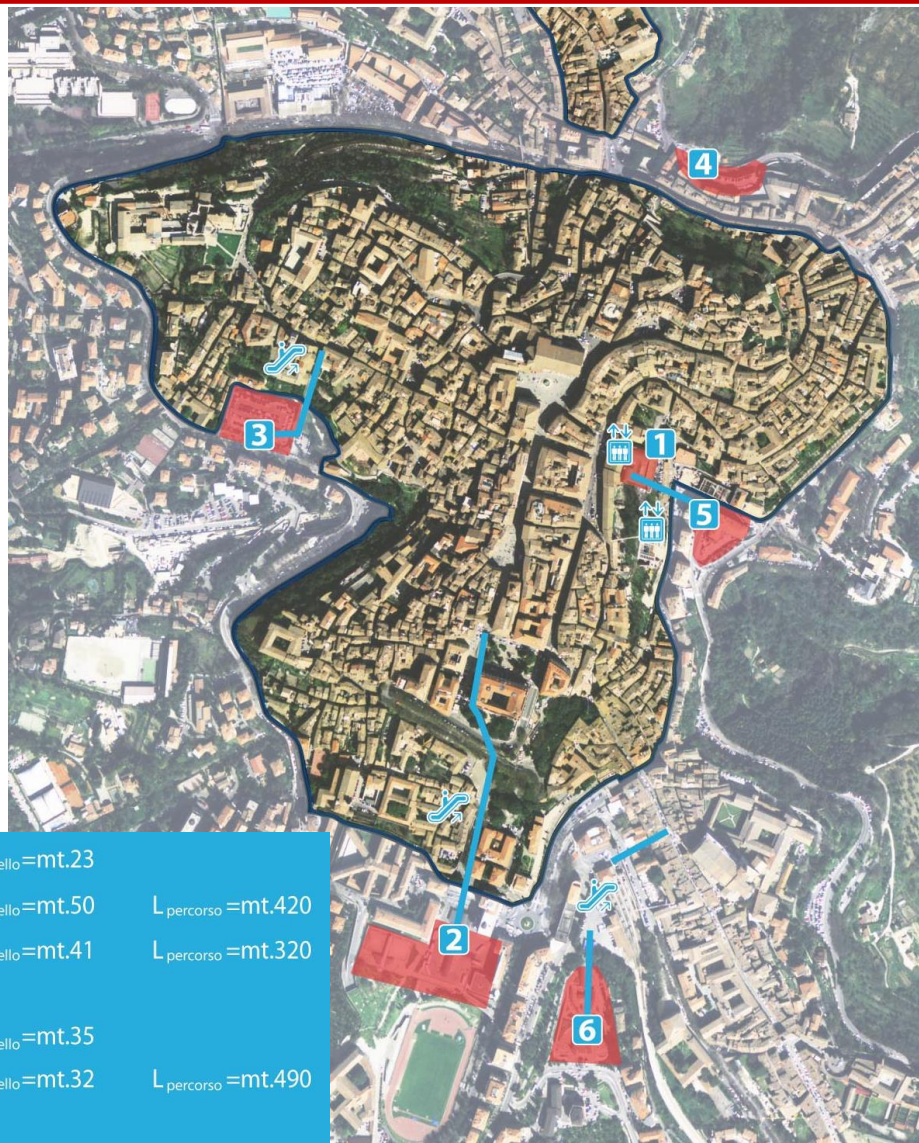 4
3
1
5
ello=mt.23
ello=mt.50 L percorso=mt.420
ello=mt.41 L percorso=mt.320
ello=mt.35
ello=mt.32 L percorso=mt.490
2
6